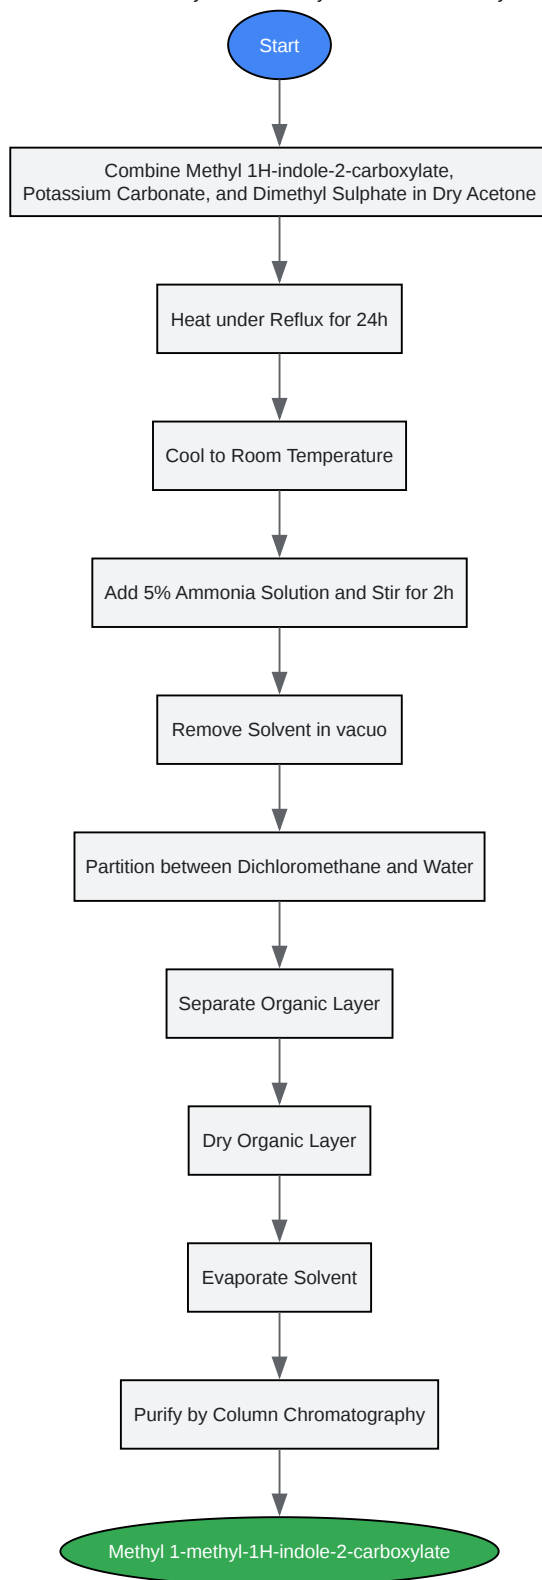 Start
Combine Methyl 1H-indole-2-carboxylate,
Potassium Carbonate, and Dimethyl Sulphate in Dry Acetone
Heat under Reflux for 24h
Cool to Room Temperature
Add 5% Ammonia Solution and Stir for 2h
Remove Solvent in vacuo
Partition between Dichloromethane and Water
Separate Organic Layer
Dry Organic Layer
Evaporate Solvent
Purify by Column Chromatography
Methyl 1-methyl-1H-indole-2-carboxylate